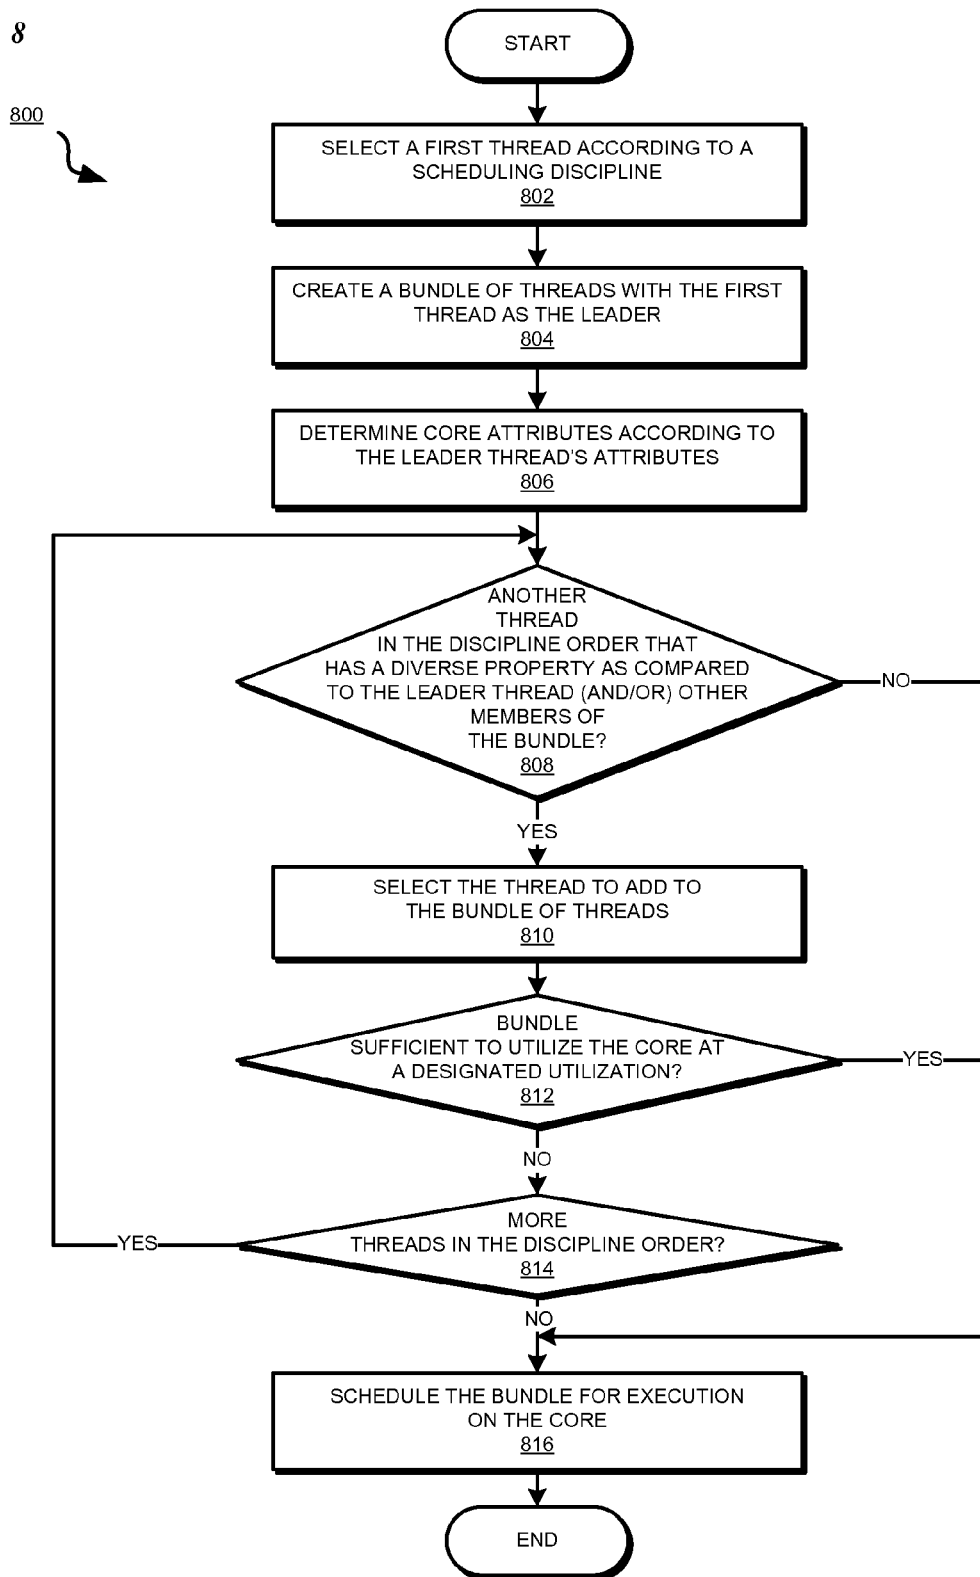 8
START
800
SELECT A FIRST THREAD ACCORDING TO A
SCHEDULING DISCIPLINE
802
CREATE A BUNDLE OF THREADS WITH THE FIRST
THREAD AS THE LEADER
804
DETERMINE CORE ATTRIBUTES ACCORDING TO
THE LEADER THREAD'S ATTRIBUTES
806
ANOTHER
THREAD
IN THE DISCIPLINE ORDER THAT
HAS A DIVERSE PROPERTY AS COMPARED
TO THE LEADER THREAD (AND/OR) OTHER
MEMBERS OF
THE BUNDLE?
808
NO
YES
SELECT THE THREAD TO ADD TO
THE BUNDLE OF THREADS
810
BUNDLE
SUFFICIENT TO UTILIZE THE CORE AT
A DESIGNATED UTILIZATION?
812
YES
NO
MORE
THREADS IN THE DISCIPLINE ORDER?
814
YES
NO
SCHEDULE THE BUNDLE FOR EXECUTION
ON THE CORE
816
END